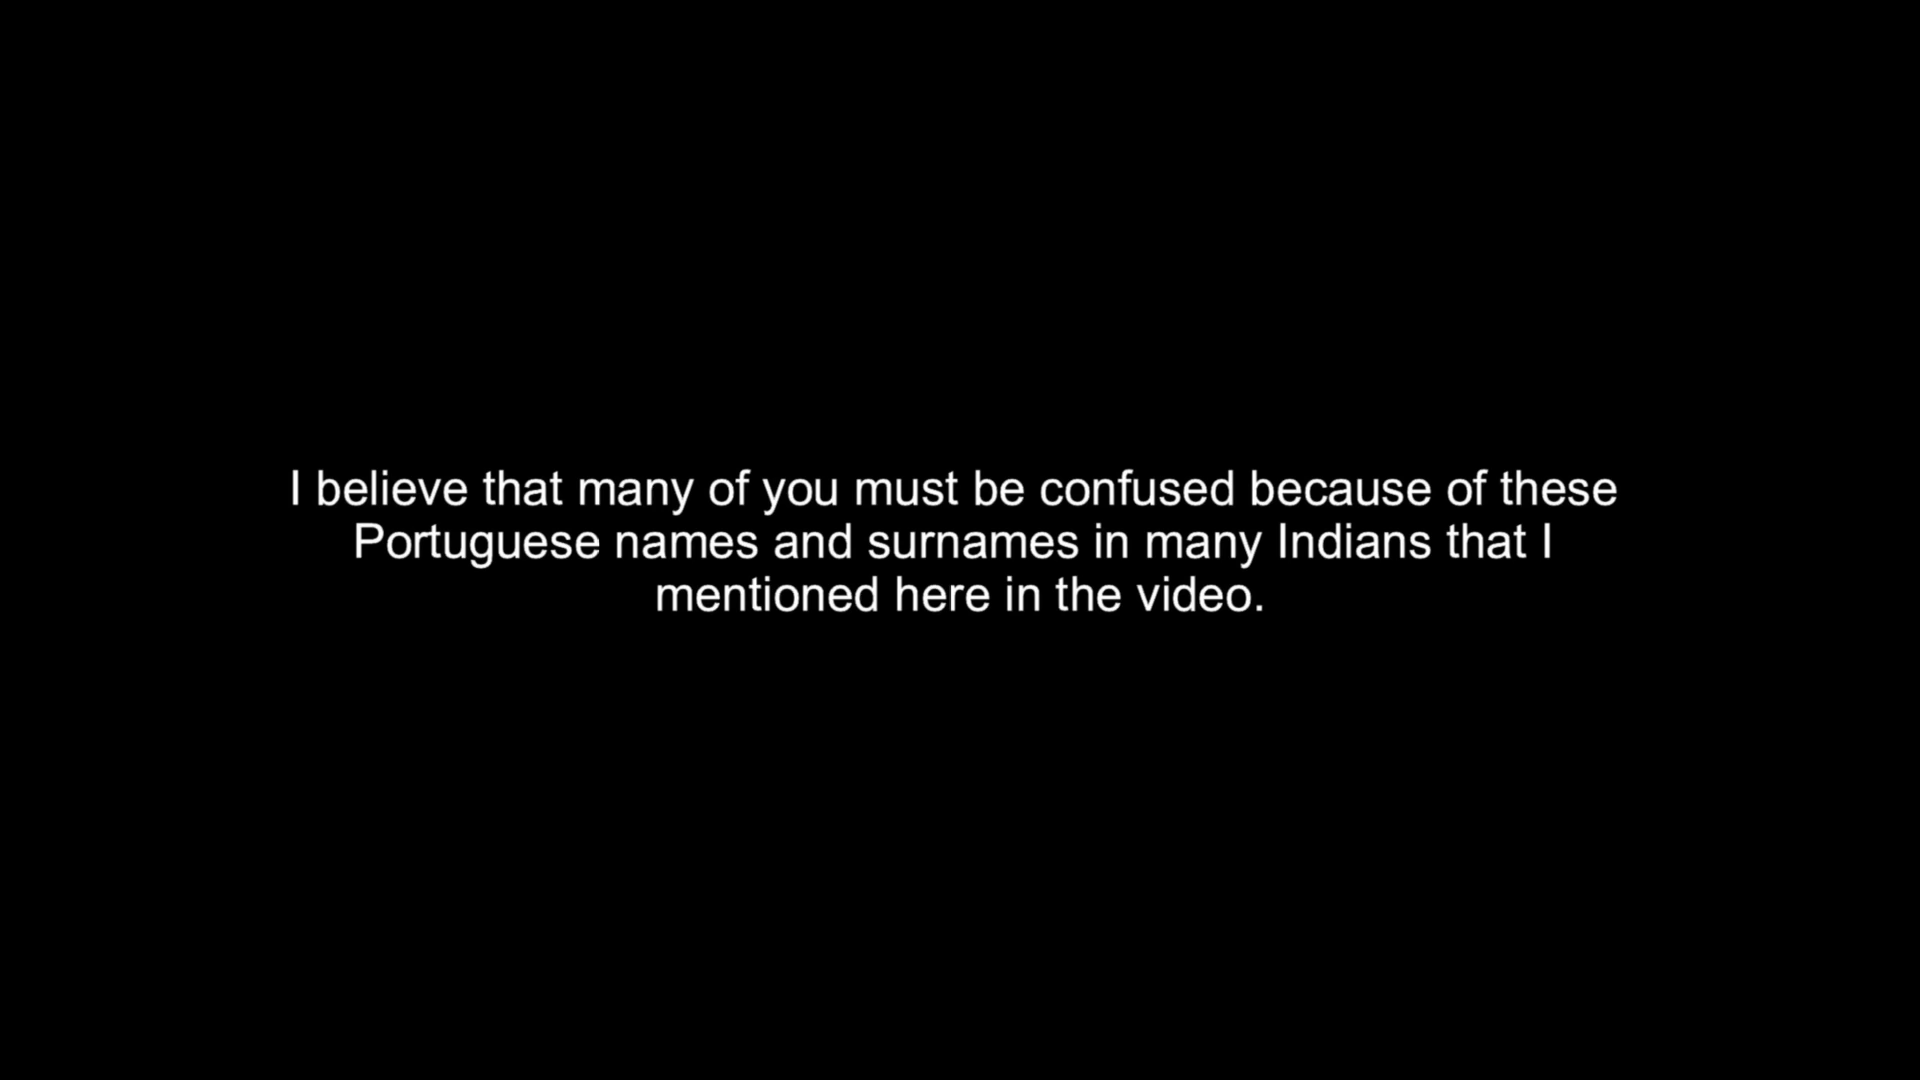 I believe that many of you must be confused because of these
Portuguese names and surnames in many Indians that I
mentioned here in the video.